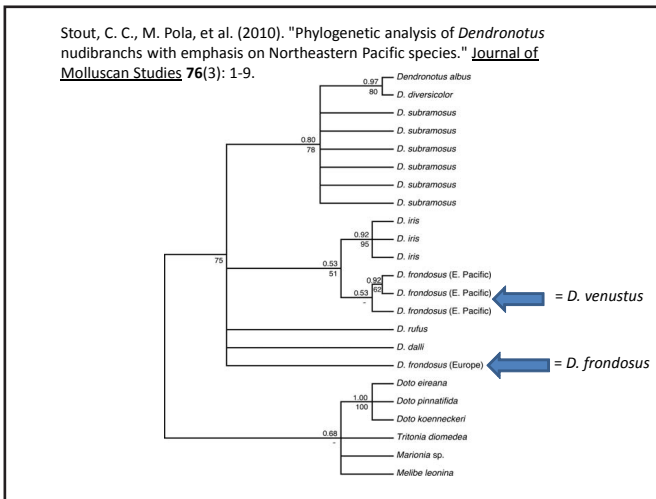 Stout, C. C., M. Pola, et al. (2010). "Phylogenetic analysis of Dendronotus
nudibranchs with emphasis on Northeastern Pacific species." Journal of
Molluscan Studies 76(3): 1-9.
0.97
80
Dendronotus albus
D. diversicolor
D. subramosus
D. subramosus
0.80
78
D. subramosus
D. subramosus
D. subramosus
D. subramosus
D. iris
0.92
95
D. iris
D. iris
75
0.53
51
D. frondosus (E. Pacific)
0.92
62
D. frondosus (E. Pacific)
= D. venustus
0.53
-
D. frondosus (E. Pacific)
D. rufus
D. dalli
D. frondosus (Europe)
= D. frondosus
Doto eireana
1.00
100
Doto pinnatifida
Doto koenneckeri
0.68
-
Tritonia diomedea
Marionia sp.
Melibe leonina